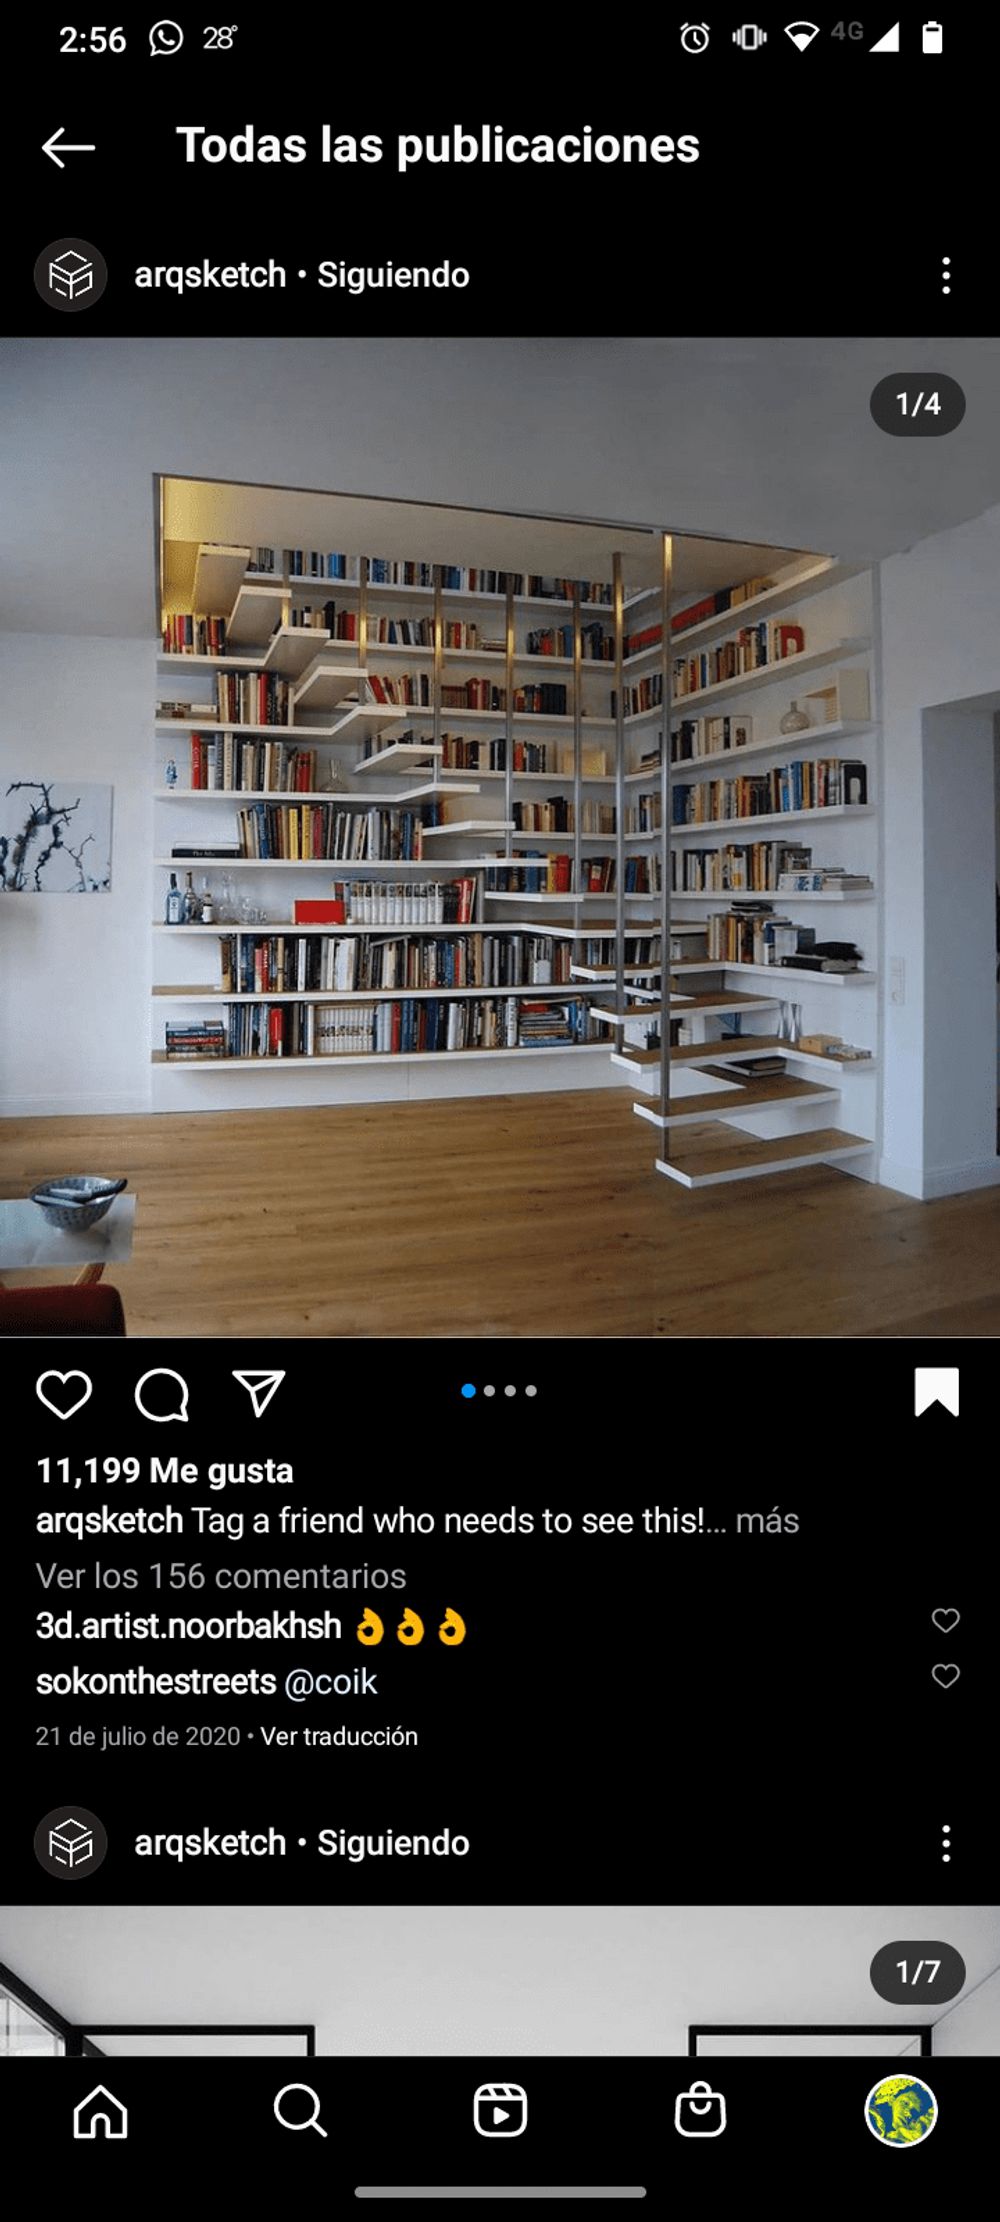 2:56 28°
4G
Todas las publicaciones
arqsketch • Siguiendo
1/4
11,199 Me gusta
arqsketch Tag a friend who needs to see this!... más
Ver los 156 comentarios
3d.artist.noorbakhsh 👌👌👌
sokonthestreets @coik
21 de julio de 2020 • Ver traducción
arqsketch • Siguiendo
1/7